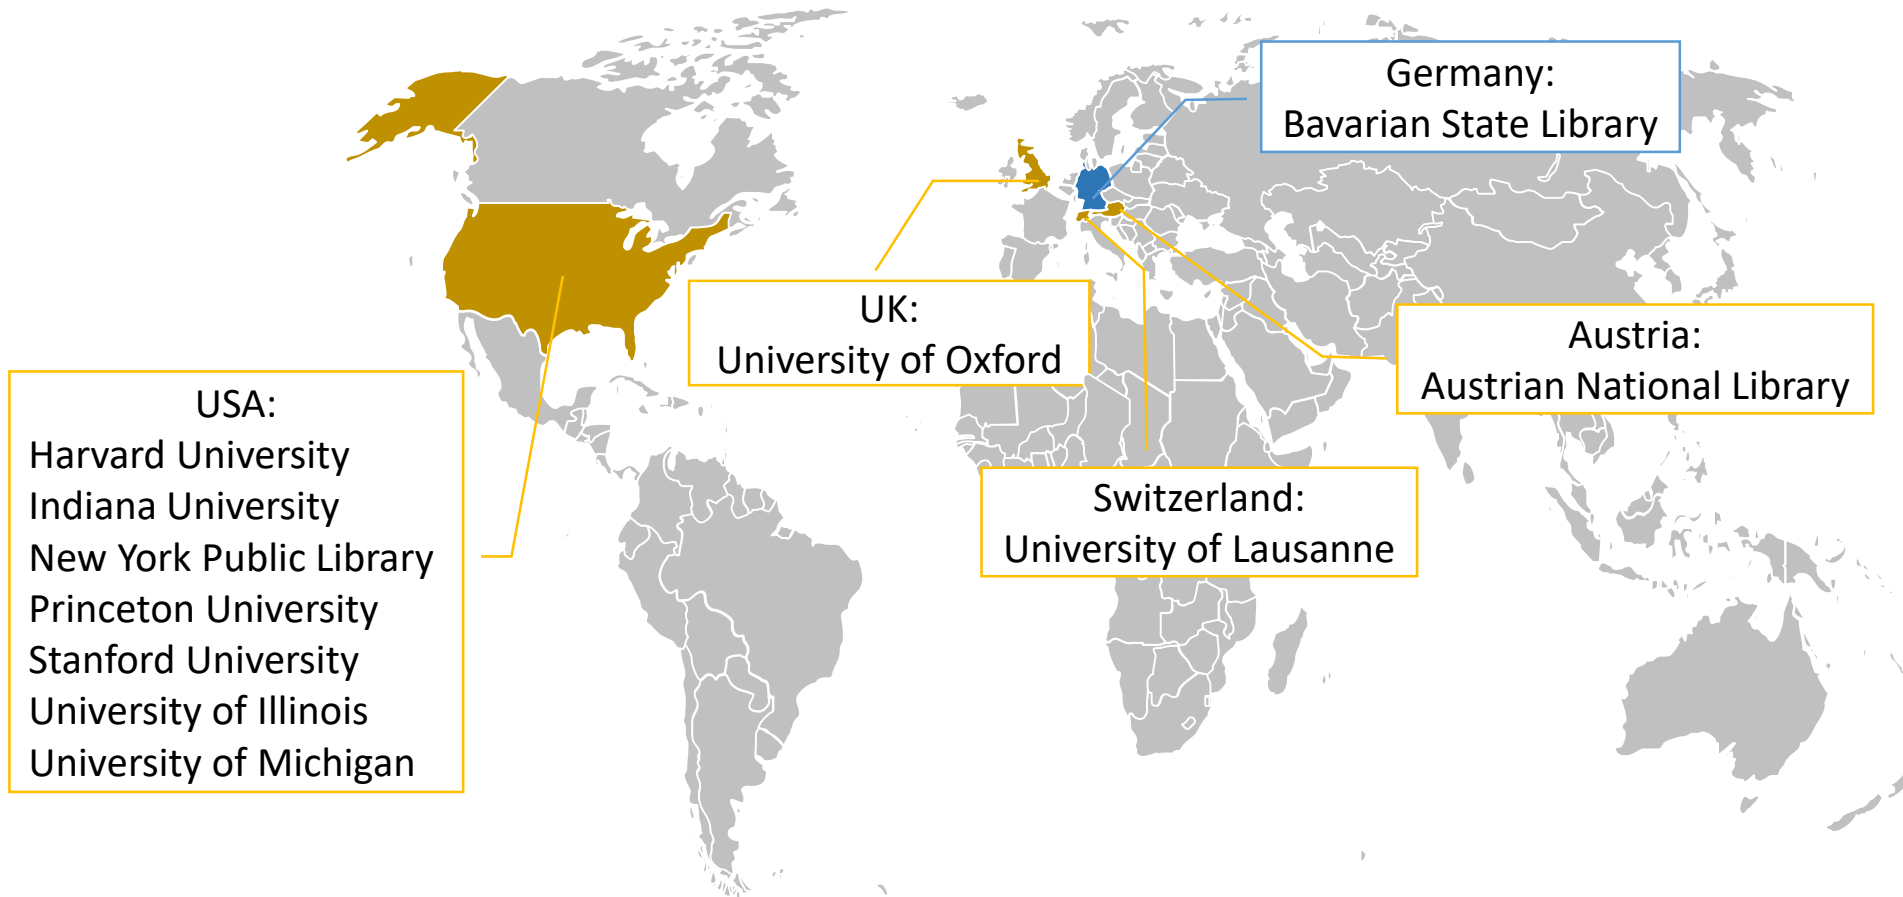 Germany:
Bavarian State Library
UK:
University of Oxford
Austria:
Austrian National Library
USA:
Harvard University
Indiana University
New York Public Library
Princeton University
Stanford University
University of Illinois
University of Michigan
Switzerland:
University of Lausanne